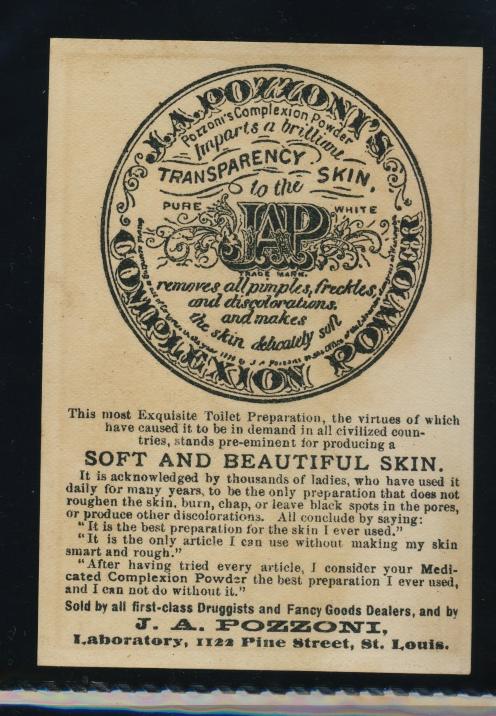 J.A. POZZONI'S
Pozzoni's Complexion Powder
Imparts a brilliant
TRANSPARENCY
to the SKIN,
PURE WHITE
JAP
TRADE MARK.
removes all pimples, freckles,
and discolorations.
and makes
the skin delicately soft
COMPLEXION POWDER
This most Exquisite Toilet Preparation, the virtues of which
have caused it to be in demand in all civilized coun-
tries, stands pre-eminent for producing a
SOFT AND BEAUTIFUL SKIN.
It is acknowledged by thousands of ladies, who have used it
daily for many years, to be the only preparation that does not
roughen the skin, burn, chap, or leave black spots in the pores,
or produce other discolorations. All conclude by saying:
"It is the best preparation for the skin I ever used."
"It is the only article I can use without making my skin
smart and rough."
"After having tried every article, I consider your Medi-
cated Complexion Powder the best preparation I ever used,
and I can not do without it."
Sold by all first-class Druggists and Fancy Goods Dealers, and by
J. A. POZZONI,
Laboratory, 1122 Pine Street, St. Louis.